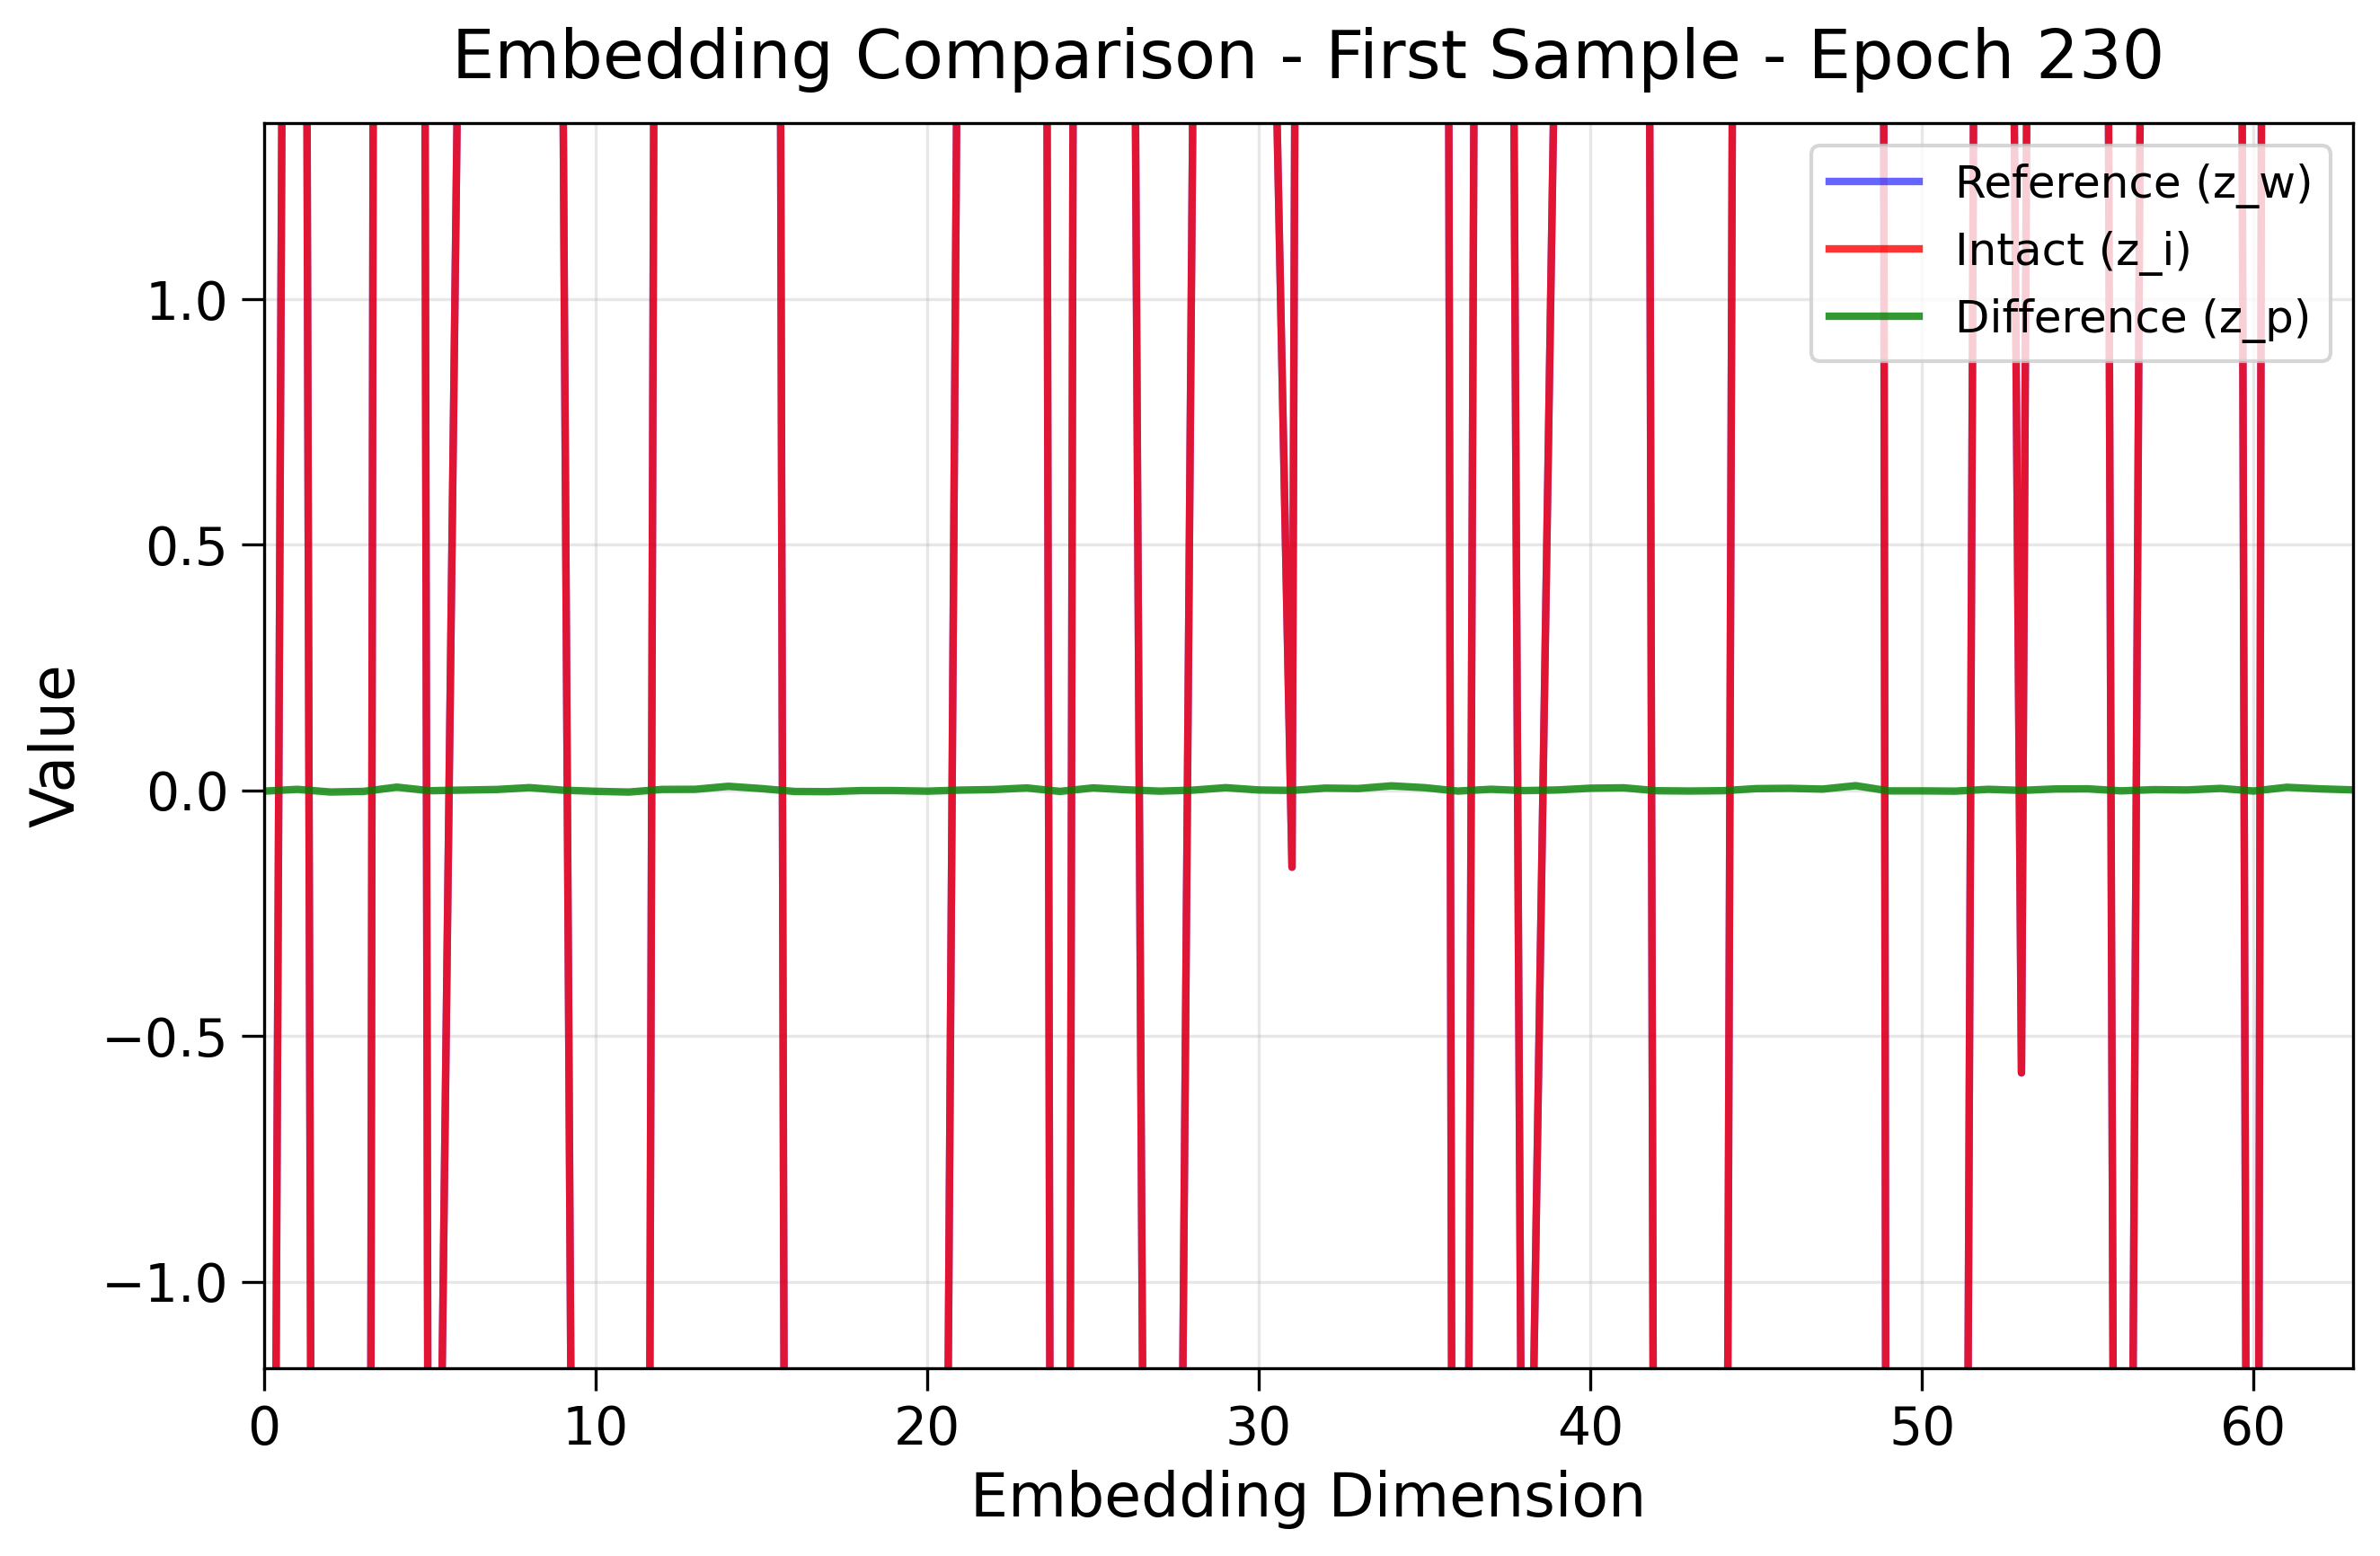 Embedding Comparison - First Sample - Epoch 230
Reference (z_w)
Intact (z_i)
Difference (z_p)
1.0
0.5
0.0
−0.5
−1.0
Value
0 10 20 30 40 50 60
Embedding Dimension